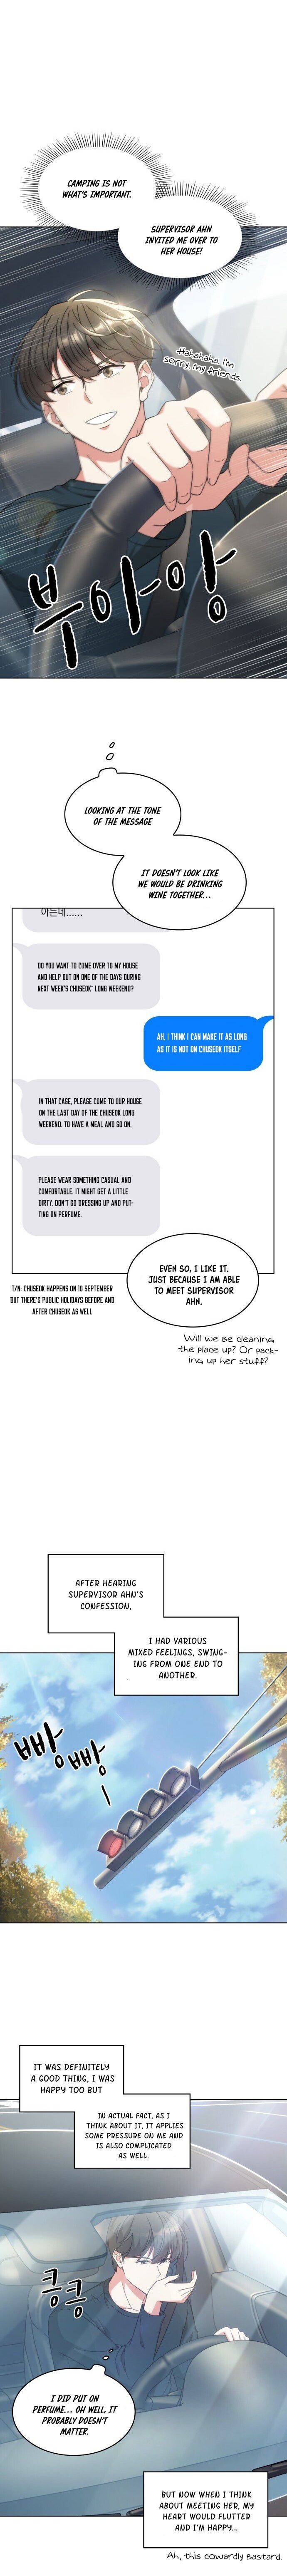 CAMPING IS NOT
WHAT'S IMPORTANT.
SUPERVISOR AHN
INVITED ME OVER TO
HER HOUSE!
Hahahaha I'm
sorry, my friends.
부아앙
LOOKING AT THE TONE
OF THE MESSAGE
IT DOESN'T LOOK LIKE
WE WOULD BE DRINKING
WINE TOGETHER...
아는데......
DO YOU WANT TO COME OVER TO MY HOUSE
AND HELP OUT ON ONE OF THE DAYS DURING
NEXT WEEK'S CHUSEOK* LONG WEEKEND?
AH, I THINK I CAN MAKE IT AS LONG
AS IT IS NOT ON CHUSEOK ITSELF
IN THAT CASE, PLEASE COME TO OUR HOUSE
ON THE LAST DAY OF THE CHUSEOK LONG
WEEKEND. TO HAVE A MEAL AND SO ON.
PLEASE WEAR SOMETHING CASUAL AND
COMFORTABLE. IT MIGHT GET A LITTLE
DIRTY. DON'T GO DRESSING UP AND PUT-
TING ON PERFUME.
EVEN SO, I LIKE IT.
JUST BECAUSE I AM ABLE
TO MEET SUPERVISOR
AHN.
T/N: CHUSEOK HAPPENS ON 10 SEPTEMBER
BUT THERE'S PUBLIC HOLIDAYS BEFORE AND
AFTER CHUSEOK AS WELL
Will we be cleaning
the place up? Or pack-
ing up her stuff?
AFTER HEARING
SUPERVISOR AHN'S
CONFESSION,
I HAD VARIOUS
MIXED FEELINGS, SWING-
ING FROM ONE END TO
ANOTHER.
빠앙 빠앙
IT WAS DEFINITELY
A GOOD THING, I WAS
HAPPY TOO BUT
IN ACTUAL FACT, AS I
THINK ABOUT IT, IT APPLIES
SOME PRESSURE ON ME AND
IS ALSO COMPLICATED
AS WELL.
킁킁
I DID PUT ON
PERFUME... OH WELL, IT
PROBABLY DOESN'T
MATTER.
BUT NOW WHEN I THINK
ABOUT MEETING HER, MY
HEART WOULD FLUTTER
AND I'M HAPPY...
Ah, this cowardly bastard.